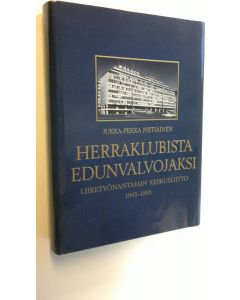 JUKKA-PEKKA PIETIÄINEN
HERRAKLUBISTA
EDUNVALVOJAKSI
LIIKETYÖNANTAJAIN KESKUSLIITTO
1945-1995